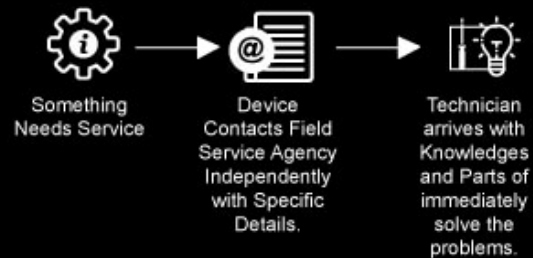 Something
Needs Service
Device
Contacts Field
Service Agency
Independently
with Specific
Details.
Technician
arrives with
Knowledges
and Parts of
immediately
solve the
problems.